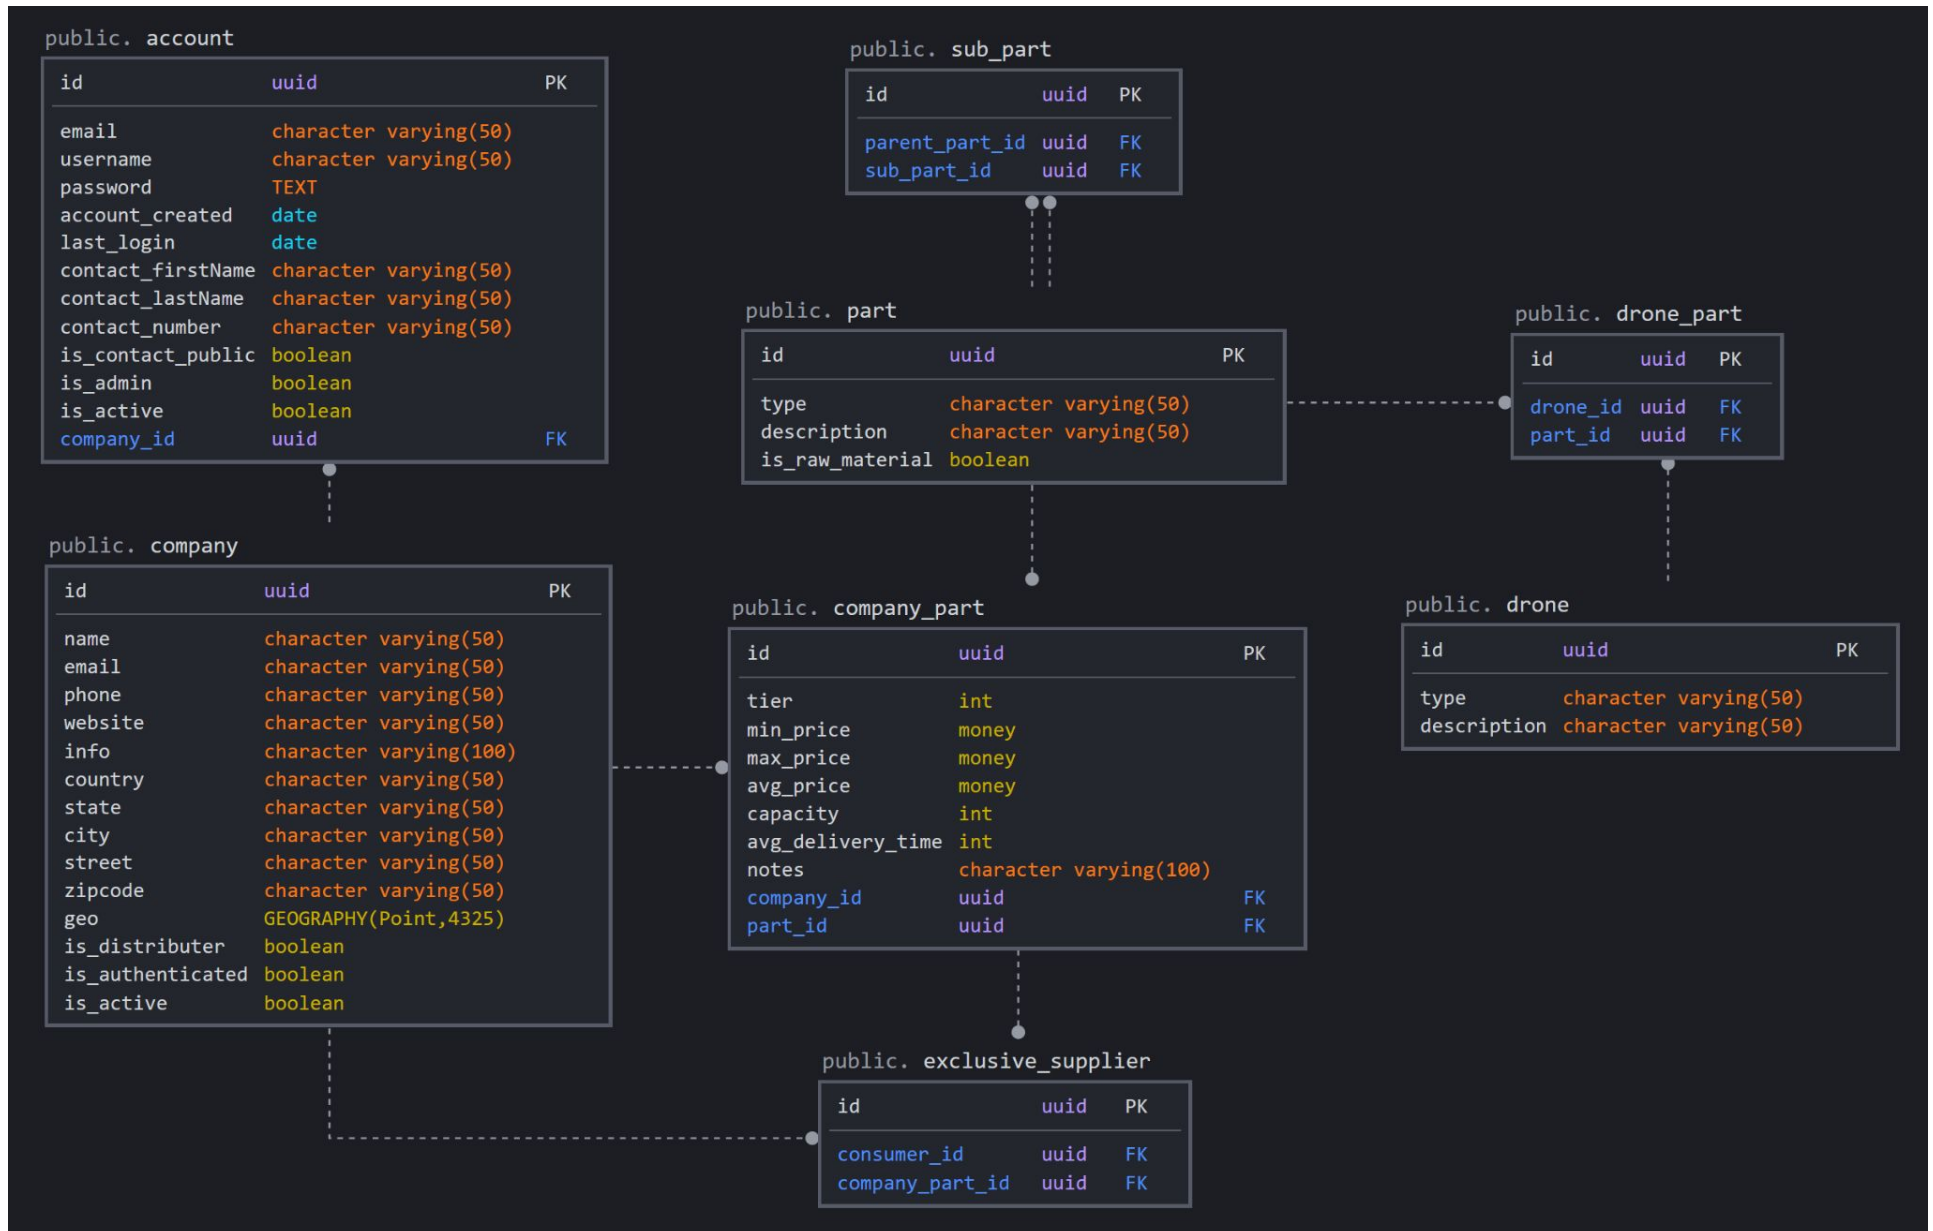 public. account
id uuid PK
email character varying(50)
username character varying(50)
password TEXT
account_created date
last_login date
contact_firstName character varying(50)
contact_lastName character varying(50)
contact_number character varying(50)
is_contact_public boolean
is_admin boolean
is_active boolean
company_id uuid FK
public. company
id uuid PK
name character varying(50)
email character varying(50)
phone character varying(50)
website character varying(50)
info character varying(100)
country character varying(50)
state character varying(50)
city character varying(50)
street character varying(50)
zipcode character varying(50)
geo GEOGRAPHY(Point,4325)
is_distributer boolean
is_authenticated boolean
is_active boolean
public. sub_part
id uuid PK
parent_part_id uuid FK
sub_part_id uuid FK
public. part
id uuid PK
type character varying(50)
description character varying(50)
is_raw_material boolean
public. company_part
id uuid PK
tier int
min_price money
max_price money
avg_price money
capacity int
avg_delivery_time int
notes character varying(100)
company_id uuid FK
part_id uuid FK
public. exclusive_supplier
id uuid PK
consumer_id uuid FK
company_part_id uuid FK
public. drone_part
id uuid PK
drone_id uuid FK
part_id uuid FK
public. drone
id uuid PK
type character varying(50)
description character varying(50)